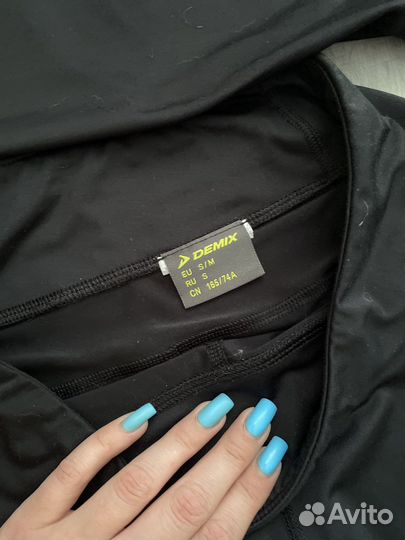 DEMIX
EU S/M
RU S
CN 165/74A
Avito